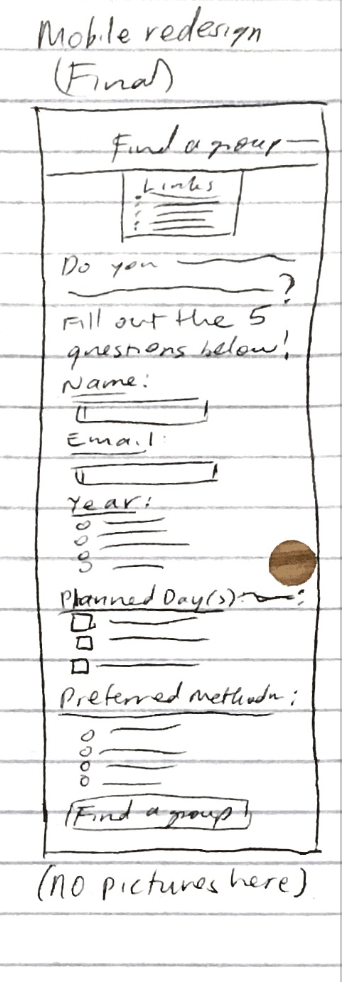 Mobile redesign
(Final)
Find a group
Links
Do you
?
Fill out the 5
questions below!
Name:
Email:
Year:
Planned Day(s):
Preferred Method:
Find a group
(no pictures here)